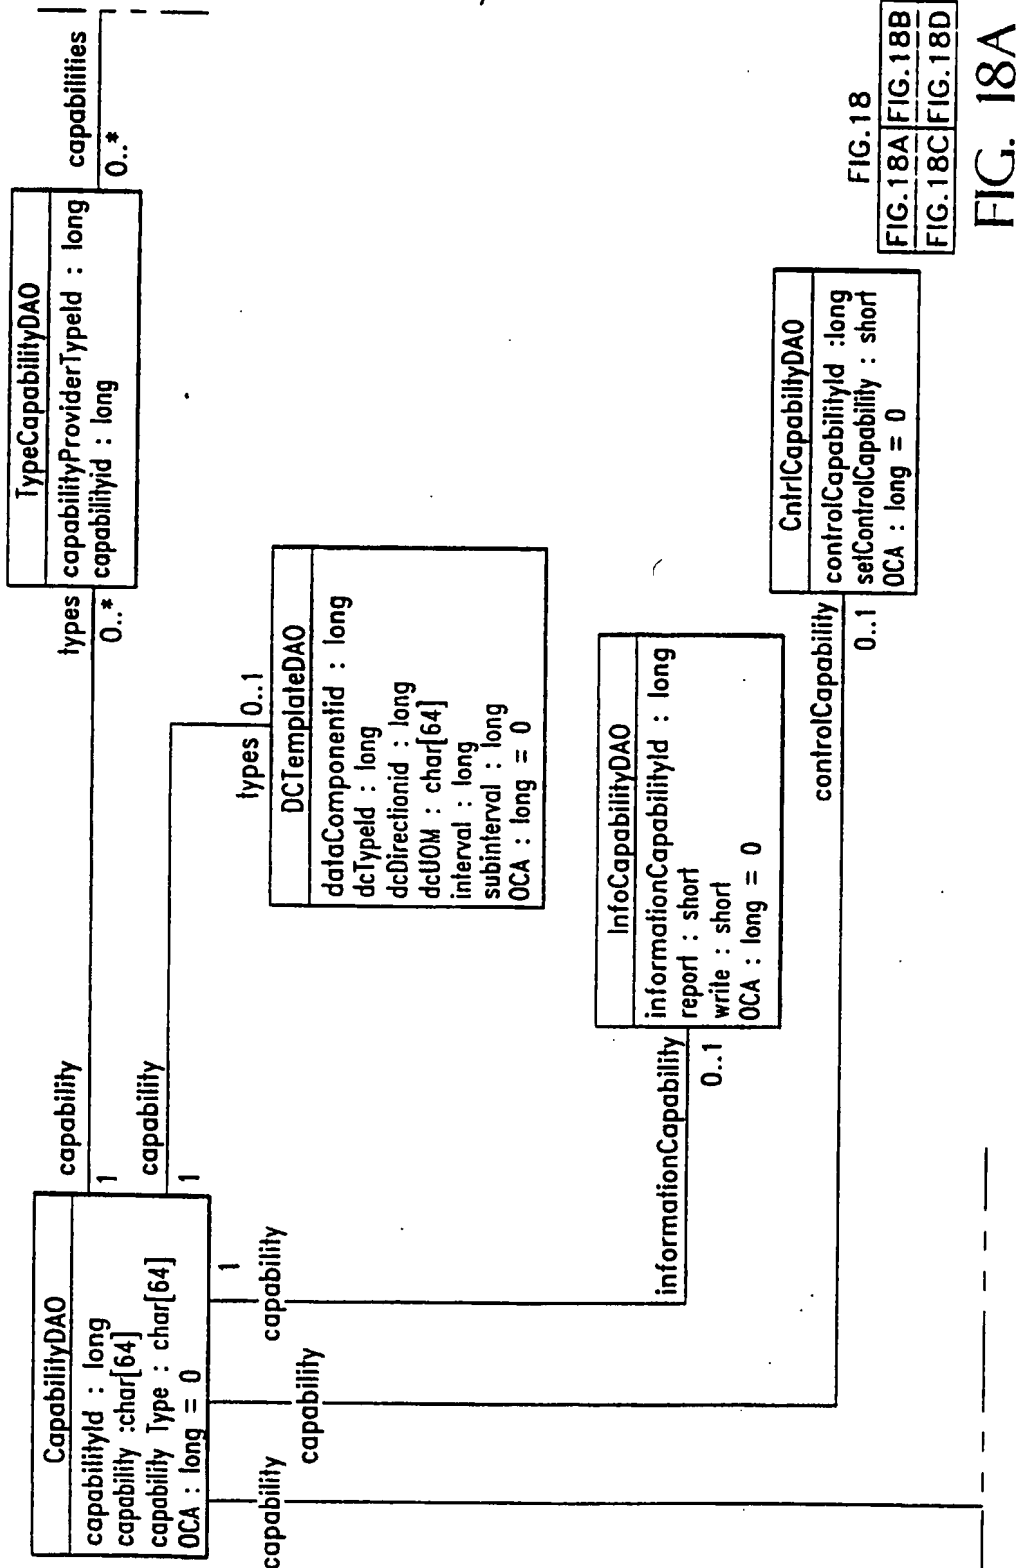 CapabilityDAO
capabilityId : long
capability :char[64]
capability Type : char[64]
OCA : long = 0
capability
1
capability
1
1
capability
capability
capability
types
0..*
TypeCapabilityDAO
capabilityProviderTypeId : long
capabilityid : long
capabilities
0..*
types
0..1
DCTemplateDAO
dataComponentid : long
dcTypeId : long
dcDirectionid : long
dcUOM : char[64]
interval : long
subinterval : long
OCA : long = 0
informationCapability
0..1
InfoCapabilityDAO
informationCapabilityId : long
report : short
write : short
OCA : long = 0
controlCapability
0..1
CntrlCapabiltyDAO
controlCapabilityId :long
setControlCapability : short
OCA : long = 0
FIG.18
FIG.18A FIG.18B
FIG.18C FIG.18D
FIG. 18A